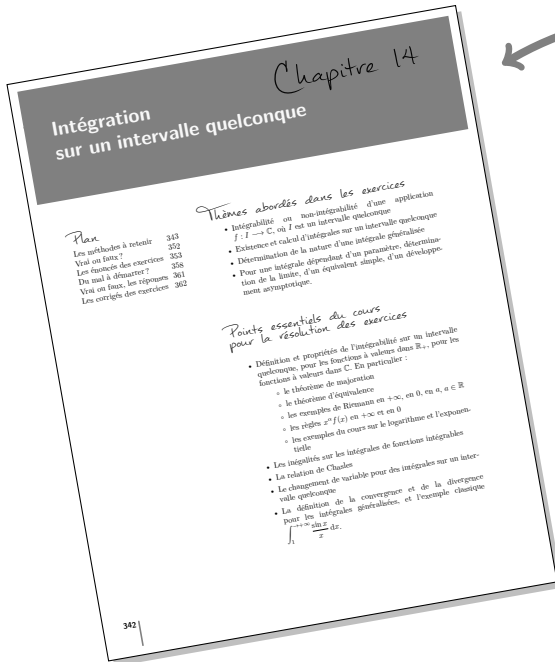 Chapitre 14
Intégration
sur un intervalle quelconque
Plan
Les méthodes à retenir 343
Vrai ou faux ? 352
Les énoncés des exercices 353
Du mal à démarrer ? 358
Vrai ou faux, les réponses 361
Les corrigés des exercices 362
Thèmes abordés dans les exercices
• Intégrabilité ou non-intégrabilité d'une application
f : I ⟶ ℂ, où I est un intervalle quelconque
• Existence et calcul d'intégrales sur un intervalle quelconque
• Détermination de la nature d'une intégrale généralisée
• Pour une intégrale dépendant d'un paramètre, détermina-
tion de la limite, d'un équivalent simple, d'un développe-
ment asymptotique.
Points essentiels du cours
pour la résolution des exercices
• Définition et propriétés de l'intégrabilité sur un intervalle
quelconque, pour les fonctions à valeurs dans ℝ₊, pour les
fonctions à valeurs dans ℂ. En particulier :
∘ le théorème de majoration
∘ le théorème d'équivalence
∘ les exemples de Riemann en +∞, en 0, en a, a ∈ ℝ
∘ les règles x^α f(x) en +∞ et en 0
∘ les exemples du cours sur le logarithme et l'exponen-
tielle
• Les inégalités sur les intégrales de fonctions intégrables
• La relation de Chasles
• Le changement de variable pour des intégrales sur un inter-
valle quelconque
• La définition de la convergence et de la divergence
pour les intégrales généralisées, et l'exemple classique
∫₁^{+∞} sin x / x dx.
342